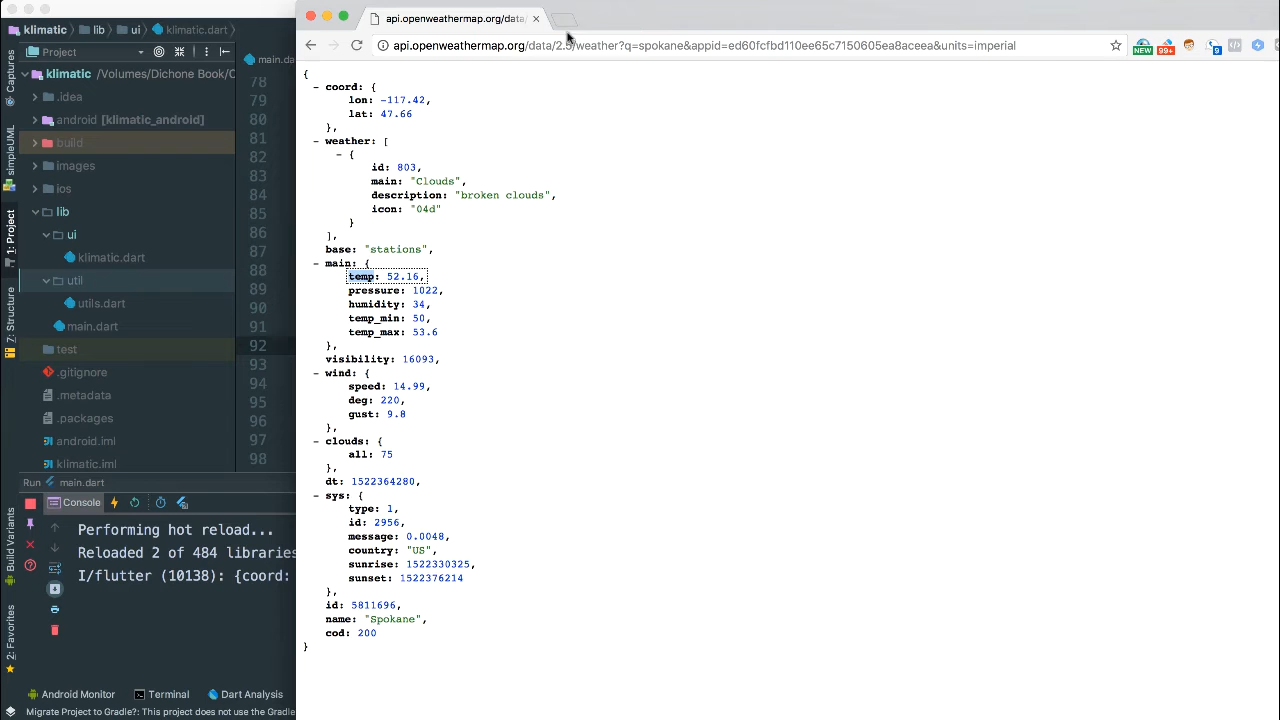 klimatic
lib
ui
klimatic.dart
Project
main.da
klimatic /Volumes/Dichone Book/C
.idea
android [klimatic_android]
build
images
ios
lib
ui
klimatic.dart
util
utils.dart
main.dart
test
.gitignore
.metadata
.packages
android.iml
klimatic.iml
Captures
simpleUML
1: Project
7: Structure
Build Variants
2: Favorites
78
79
80
81
82
83
84
85
86
87
88
89
90
91
92
93
94
95
96
97
98
Run main.dart
Console
Performing hot reload...
Reloaded 2 of 484 libraries
I/flutter (10138): {coord:
Android Monitor
Terminal
Dart Analysis
Migrate Project to Gradle?: This project does not use the Gradle
api.openweathermap.org/data/
api.openweathermap.org/data/2.5/weather?q=spokane&appid=ed60fcfbd110ee65c7150605ea8aceea&units=imperial
NEW
99+
9
{
- coord: {
lon: -117.42,
lat: 47.66
},
- weather: [
- {
id: 803,
main: "Clouds",
description: "broken clouds",
icon: "04d"
}
],
base: "stations",
- main: {
temp: 52.16,
pressure: 1022,
humidity: 34,
temp_min: 50,
temp_max: 53.6
},
visibility: 16093,
- wind: {
speed: 14.99,
deg: 220,
gust: 9.8
},
- clouds: {
all: 75
},
dt: 1522364280,
- sys: {
type: 1,
id: 2956,
message: 0.0048,
country: "US",
sunrise: 1522330325,
sunset: 1522376214
},
id: 5811696,
name: "Spokane",
cod: 200
}